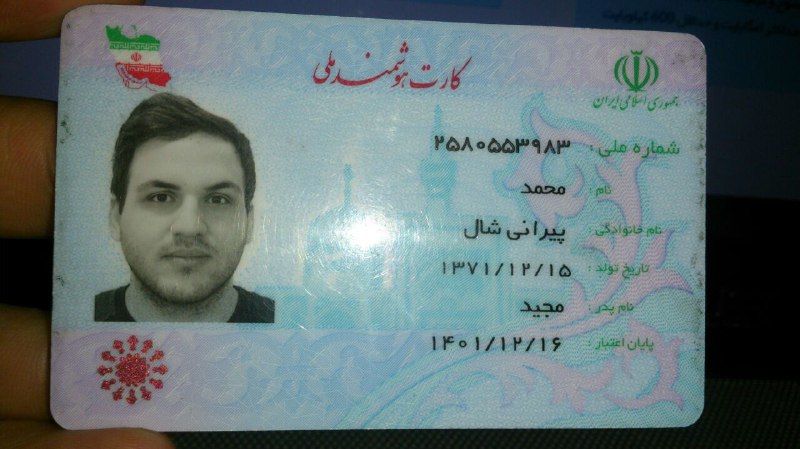 کارت هوشمند ملی
جمهوری اسلامی ایران
شماره ملی: ۲۵۸۰۵۵۳۹۸۳
نام: محمد
نام خانوادگی: پیرانی شال
تاریخ تولد: ۱۳۷۱/۱۲/۱۵
نام پدر: مجید
پایان اعتبار: ۱۴۰۱/۱۲/۱۶